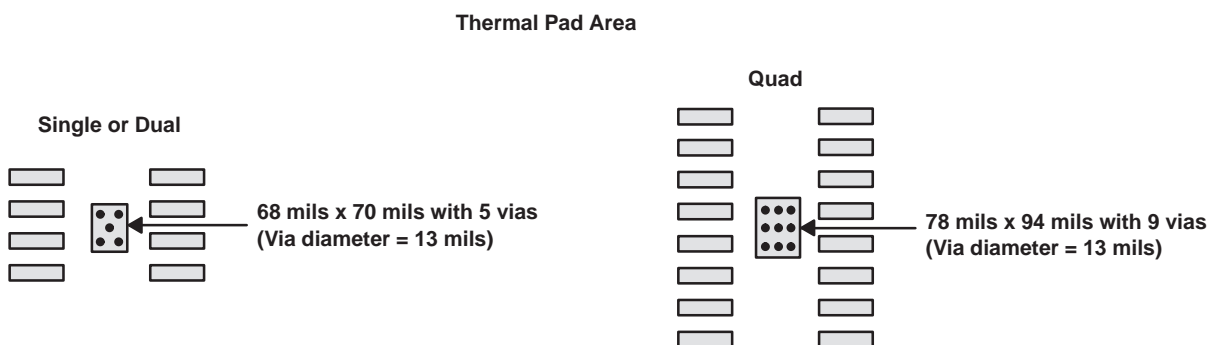 Thermal Pad Area
Single or Dual
68 mils x 70 mils with 5 vias
(Via diameter = 13 mils)
Quad
78 mils x 94 mils with 9 vias
(Via diameter = 13 mils)